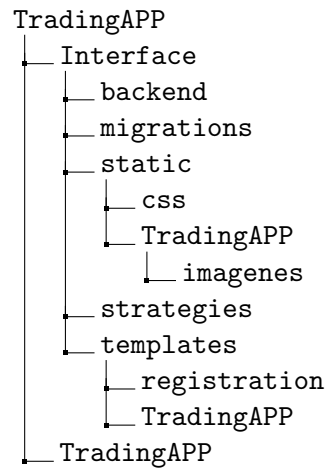 TradingAPP
Interface
backend
migrations
static
css
TradingAPP
imagenes
strategies
templates
registration
TradingAPP
TradingAPP